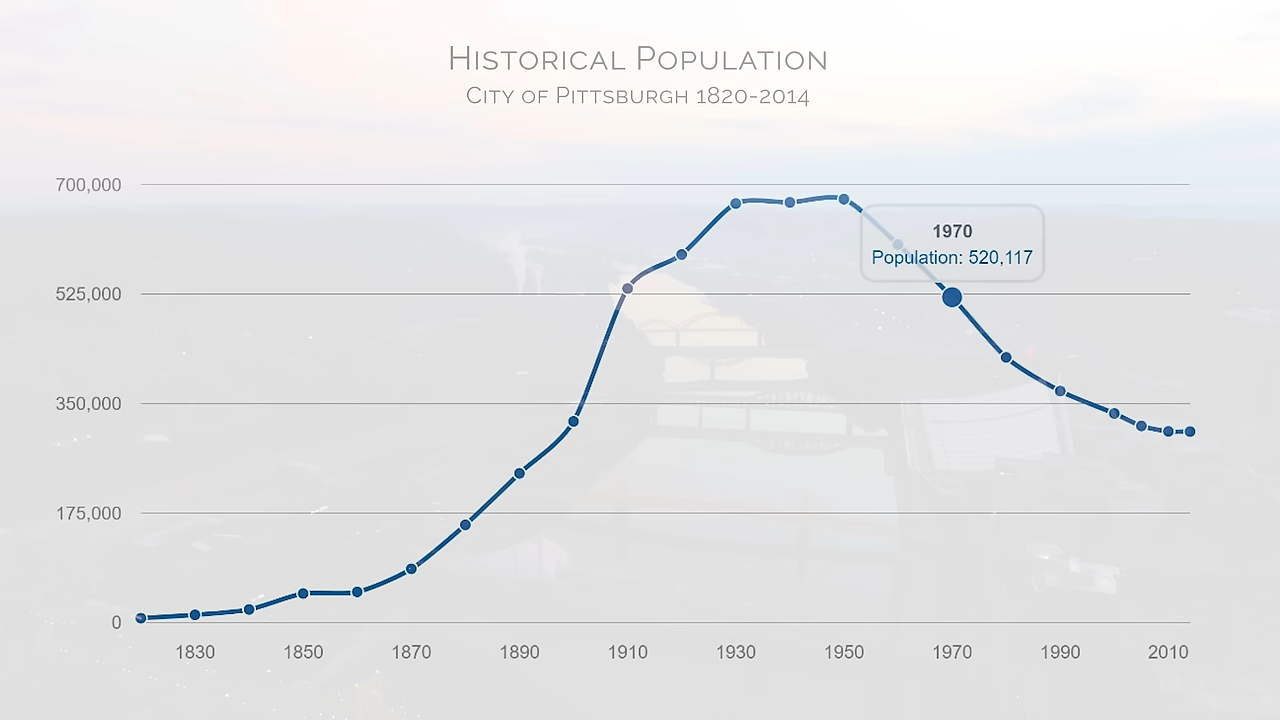 HISTORICAL POPULATION
CITY OF PITTSBURGH 1820-2014
700,000
1970
Population: 520,117
525,000
350,000
175,000
0
1830 1850 1870 1890 1910 1930 1950 1970 1990 2010